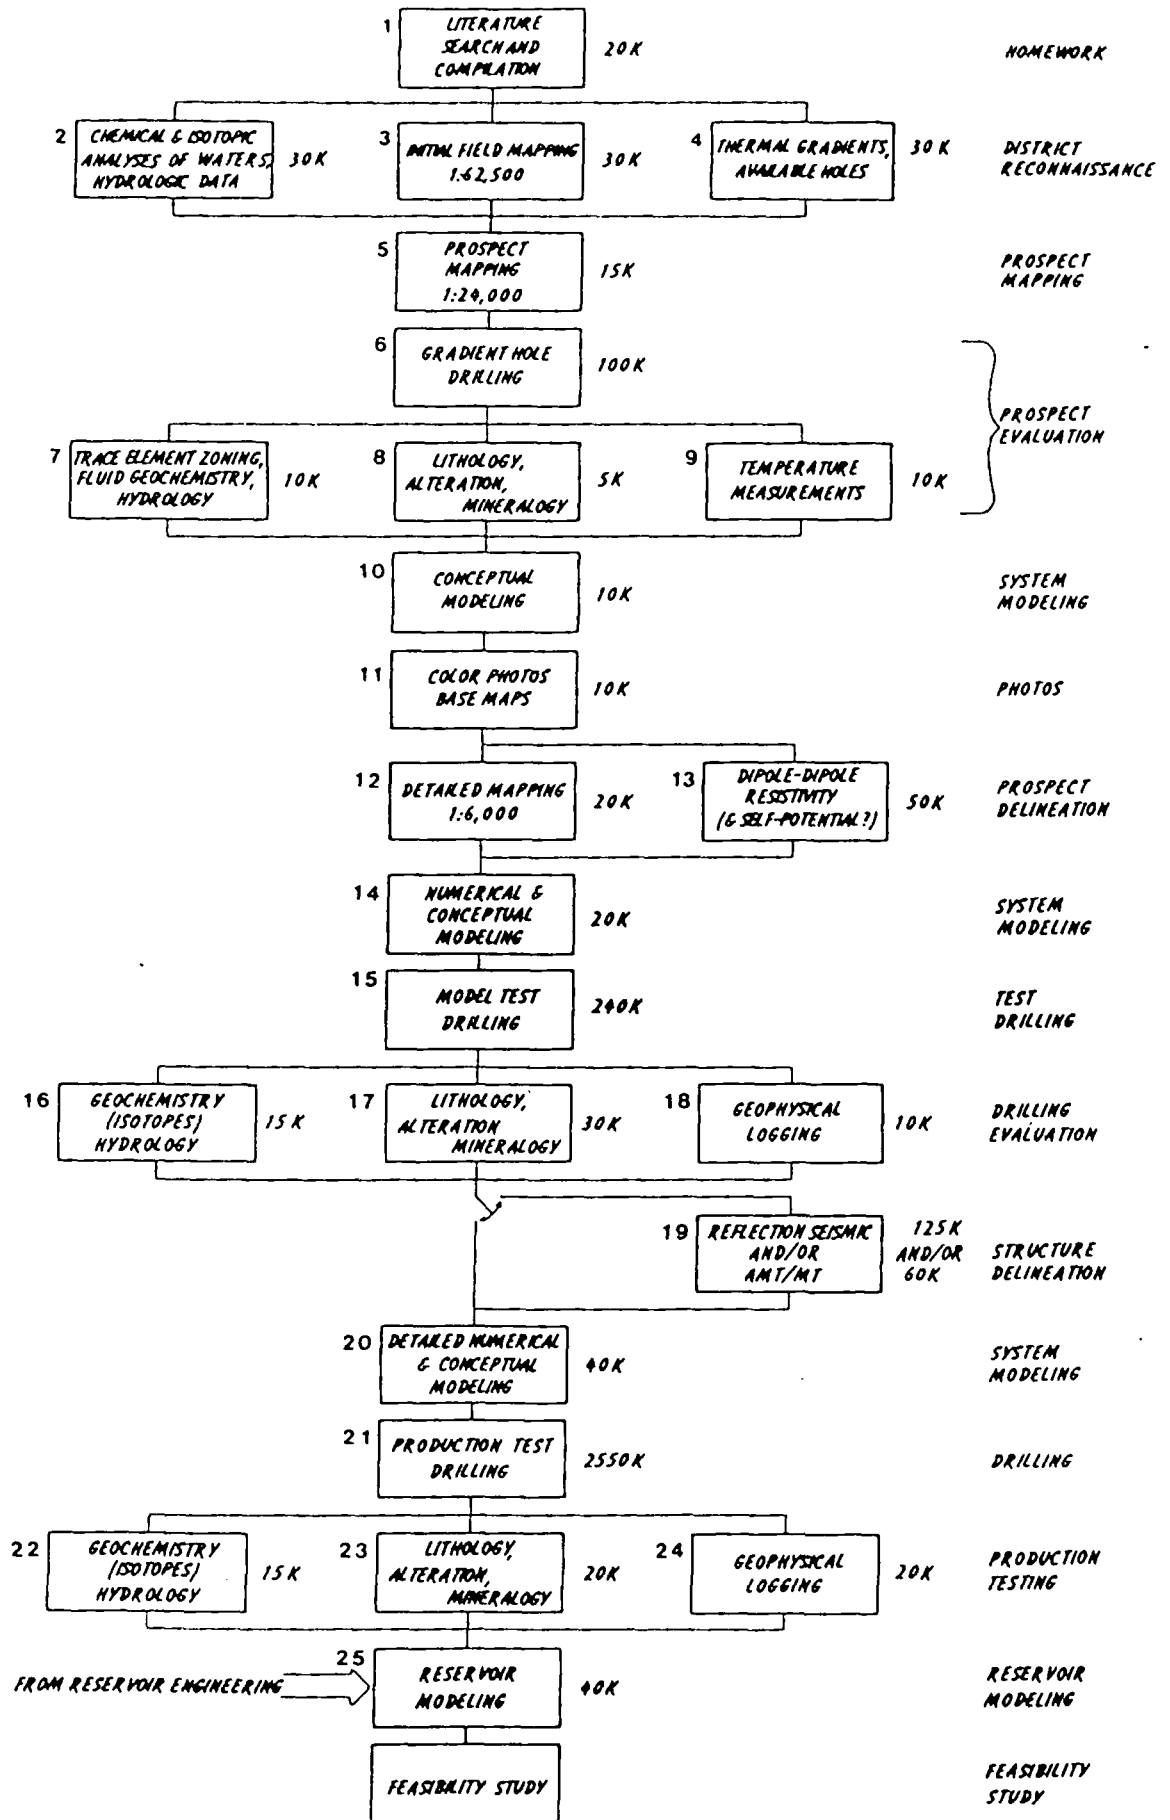 1
LITERATURE
SEARCH AND
COMPILATION
20K
HOMEWORK
2
CHEMICAL & ISOTOPIC
ANALYSES OF WATERS,
HYDROLOGIC DATA
30K
3
INITIAL FIELD MAPPING
1:62,500
30K
4
THERMAL GRADIENTS,
AVAILABLE HOLES
30K
DISTRICT
RECONNAISSANCE
5
PROSPECT
MAPPING
1:24,000
15K
PROSPECT
MAPPING
6
GRADIENT HOLE
DRILLING
100K
PROSPECT
EVALUATION
7
TRACE ELEMENT ZONING,
FLUID GEOCHEMISTRY,
HYDROLOGY
10K
8
LITHOLOGY,
ALTERATION,
MINERALOGY
5K
9
TEMPERATURE
MEASUREMENTS
10K
10
CONCEPTUAL
MODELING
10K
SYSTEM
MODELING
11
COLOR PHOTOS
BASE MAPS
10K
PHOTOS
12
DETAILED MAPPING
1:6,000
20K
13
DIPOLE-DIPOLE
RESISTIVITY
(& SELF-POTENTIAL?)
50K
PROSPECT
DELINEATION
14
NUMERICAL &
CONCEPTUAL
MODELING
20K
SYSTEM
MODELING
15
MODEL TEST
DRILLING
240K
TEST
DRILLING
16
GEOCHEMISTRY
(ISOTOPES)
HYDROLOGY
15K
17
LITHOLOGY,
ALTERATION
MINERALOGY
30K
18
GEOPHYSICAL
LOGGING
10K
DRILLING
EVALUATION
19
REFLECTION SEISMIC
AND/OR
AMT/MT
125K
AND/OR
60K
STRUCTURE
DELINEATION
20
DETAILED NUMERICAL
& CONCEPTUAL
MODELING
40K
SYSTEM
MODELING
21
PRODUCTION TEST
DRILLING
2550K
DRILLING
22
GEOCHEMISTRY
(ISOTOPES)
HYDROLOGY
15K
23
LITHOLOGY,
ALTERATION,
MINERALOGY
20K
24
GEOPHYSICAL
LOGGING
20K
PRODUCTION
TESTING
FROM RESERVOIR ENGINEERING
25
RESERVOIR
MODELING
40K
RESERVOIR
MODELING
FEASIBILITY STUDY
FEASIBILITY
STUDY